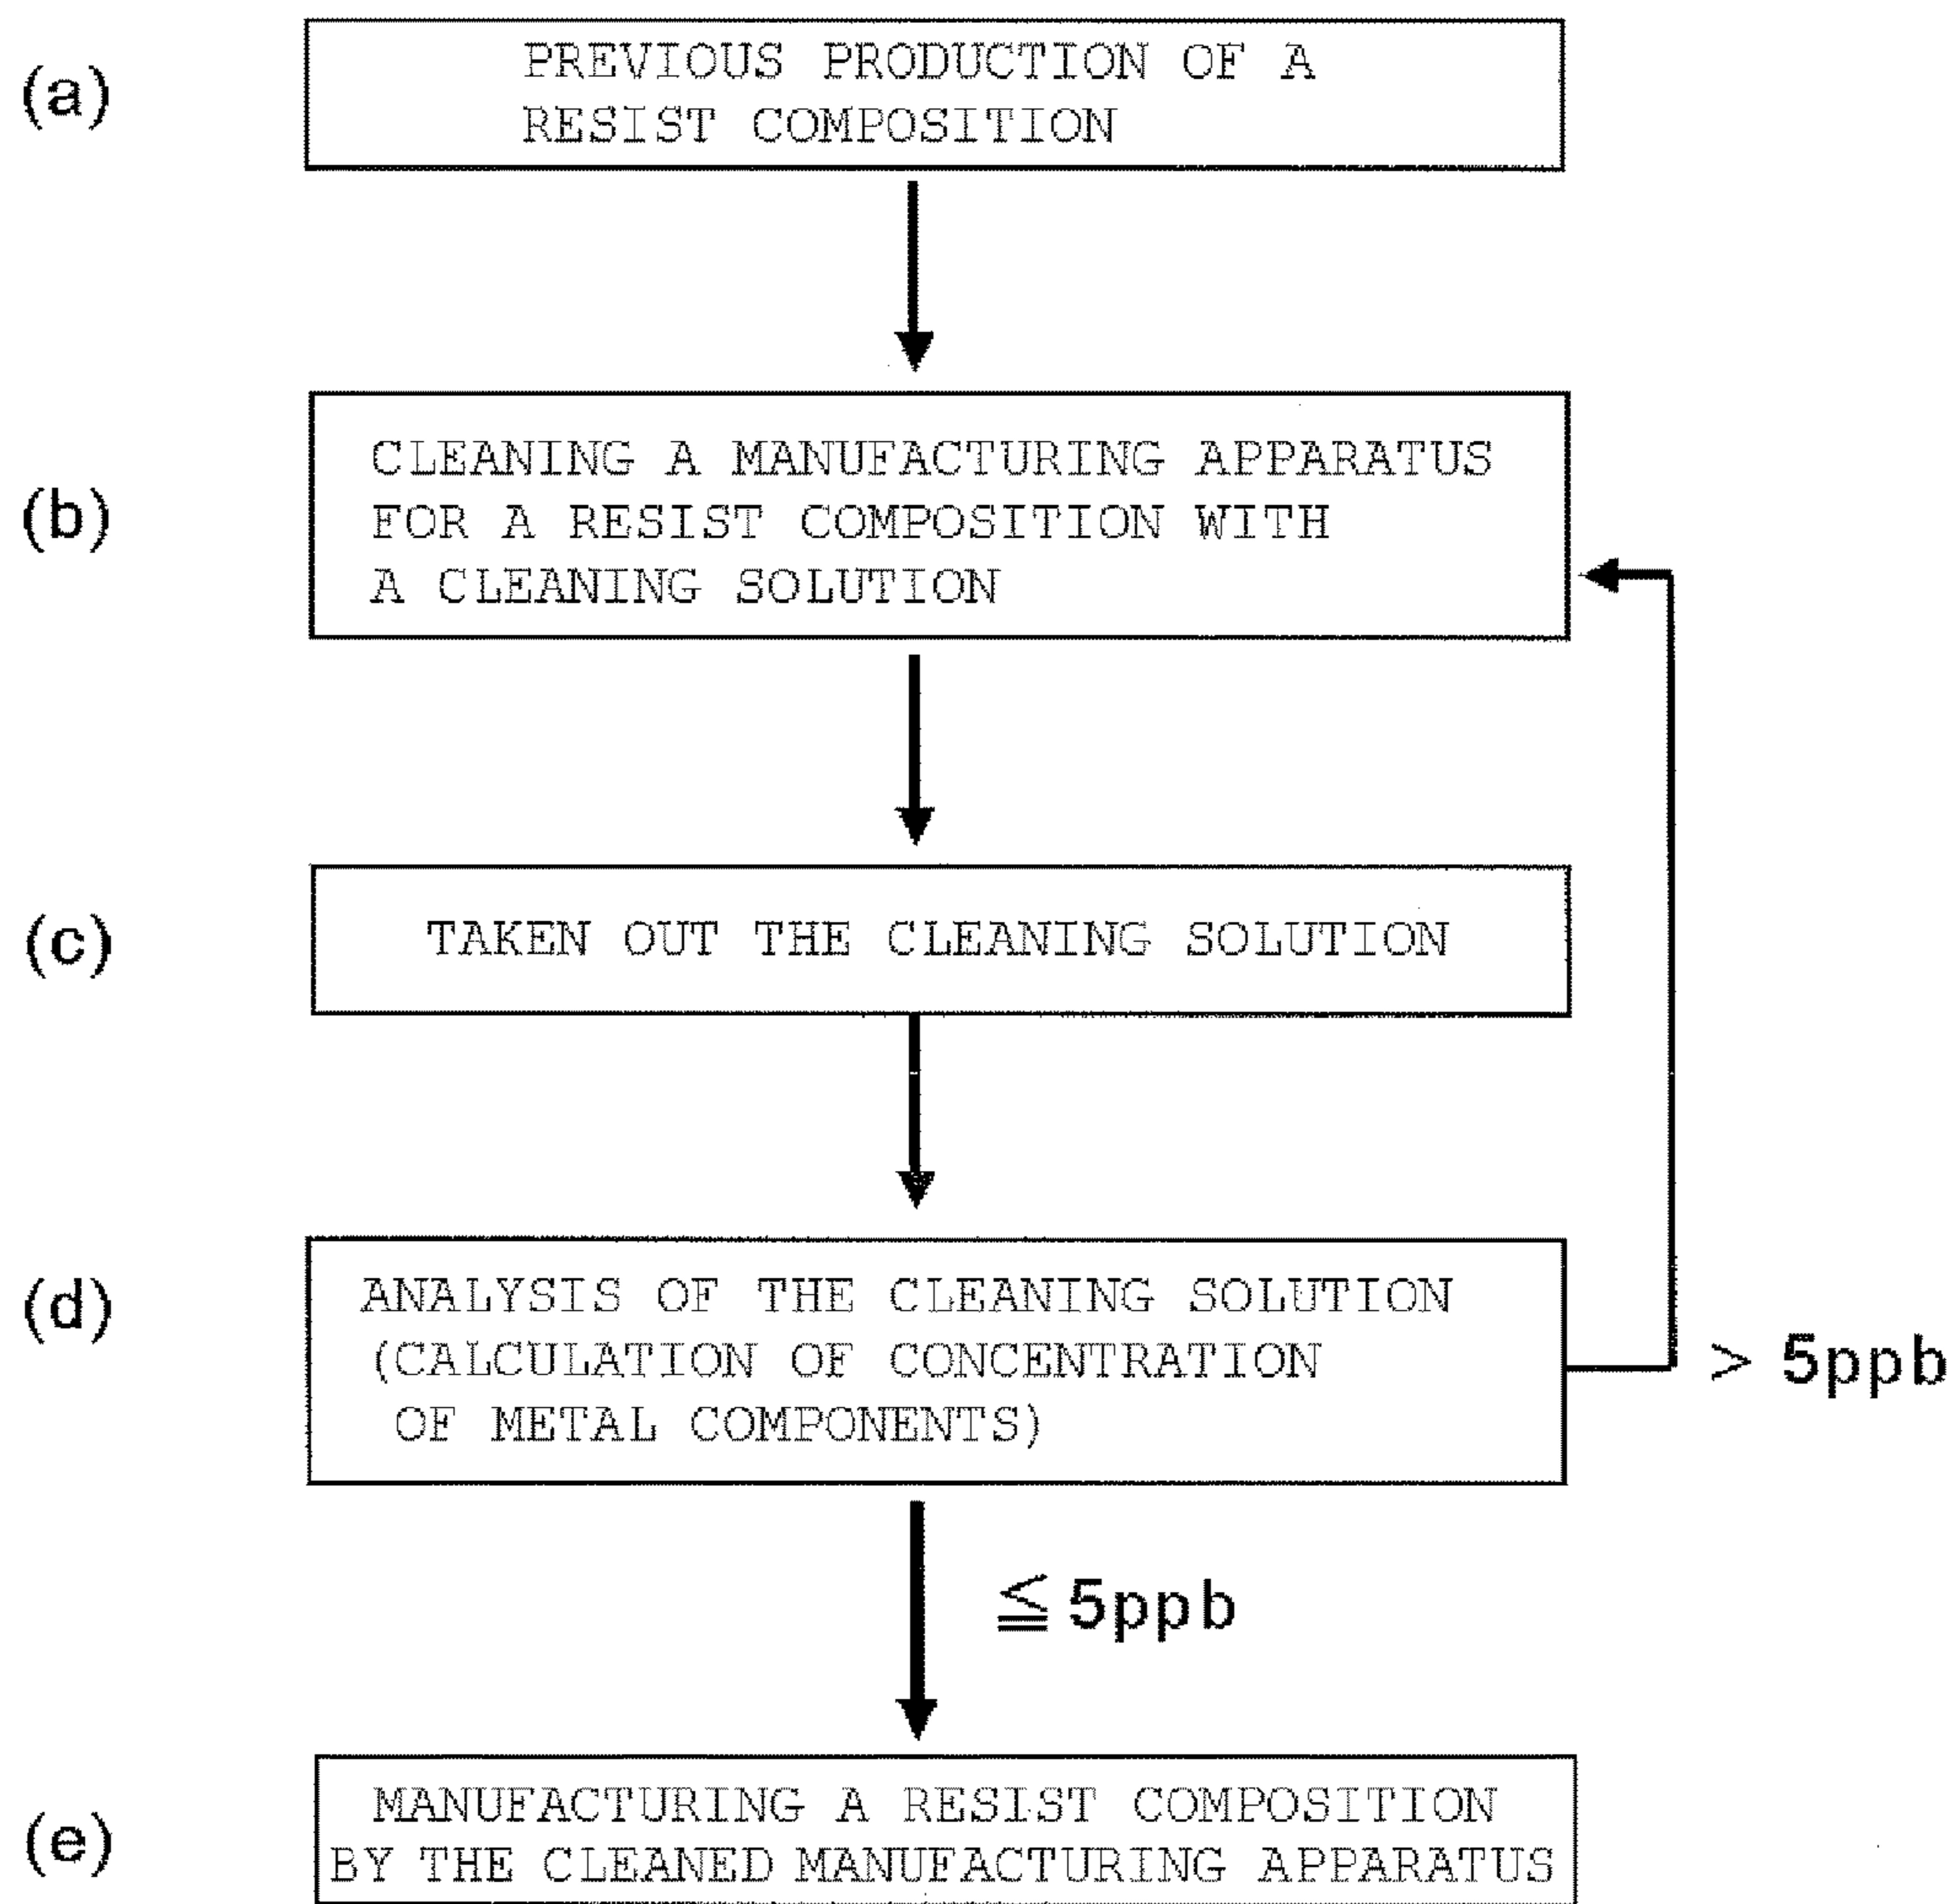 (a)
PREVIOUS PRODUCTION OF A
RESIST COMPOSITION
(b)
CLEANING A MANUFACTURING APPARATUS
FOR A RESIST COMPOSITION WITH
A CLEANING SOLUTION
(c)
TAKEN OUT THE CLEANING SOLUTION
(d)
ANALYSIS OF THE CLEANING SOLUTION
(CALCULATION OF CONCENTRATION
OF METAL COMPONENTS)
> 5ppb
≦ 5ppb
(e)
MANUFACTURING A RESIST COMPOSITION
BY THE CLEANED MANUFACTURING APPARATUS